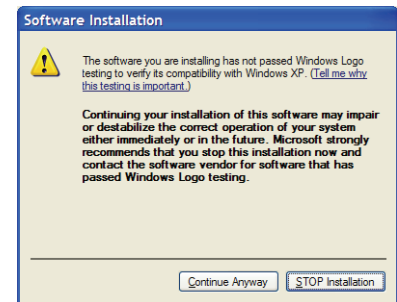 Software Installation
The software you are installing has not passed Windows Logo
testing to verify its compatibility with Windows XP. (Tell me why
this testing is important.)
Continuing your installation of this software may impair
or destabilize the correct operation of your system
either immediately or in the future. Microsoft strongly
recommends that you stop this installation now and
contact the software vendor for software that has
passed Windows Logo testing.
Continue Anyway
STOP Installation